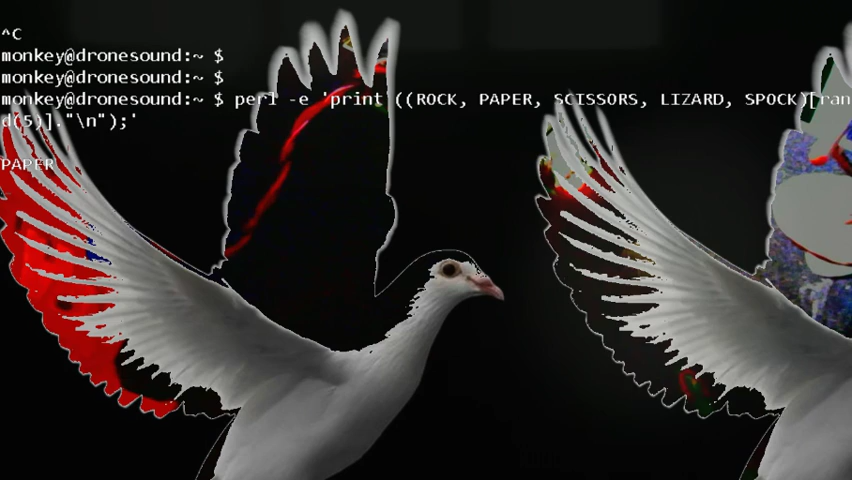 ^C
monkey@dronesound:~ $
monkey@dronesound:~ $
monkey@dronesound:~ $ perl -e 'print ((ROCK, PAPER, SCISSORS, LIZARD, SPOCK)[ran
d(5)]."\n");'
PAPER